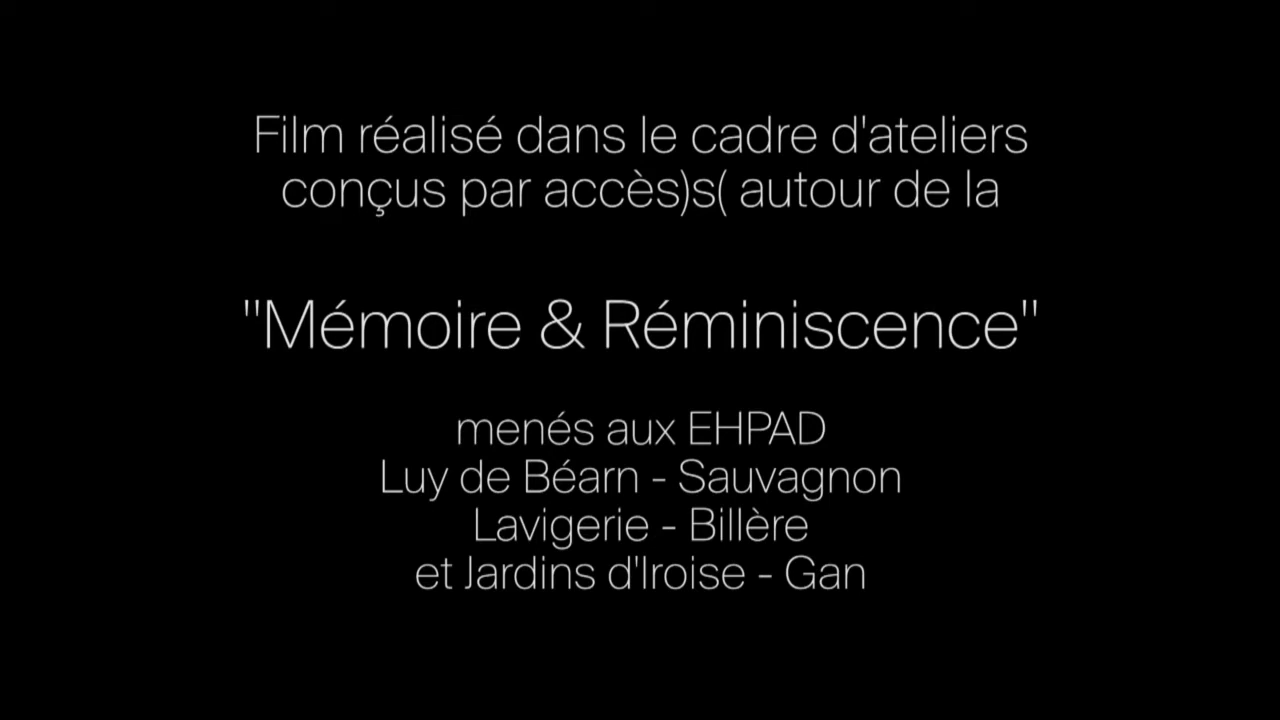 Film réalisé dans le cadre d'ateliers
conçus par accès)s( autour de la
"Mémoire & Réminiscence"
menés aux EHPAD
Luy de Béarn - Sauvagnon
Lavigerie - Billère
et Jardins d'Iroise - Gan